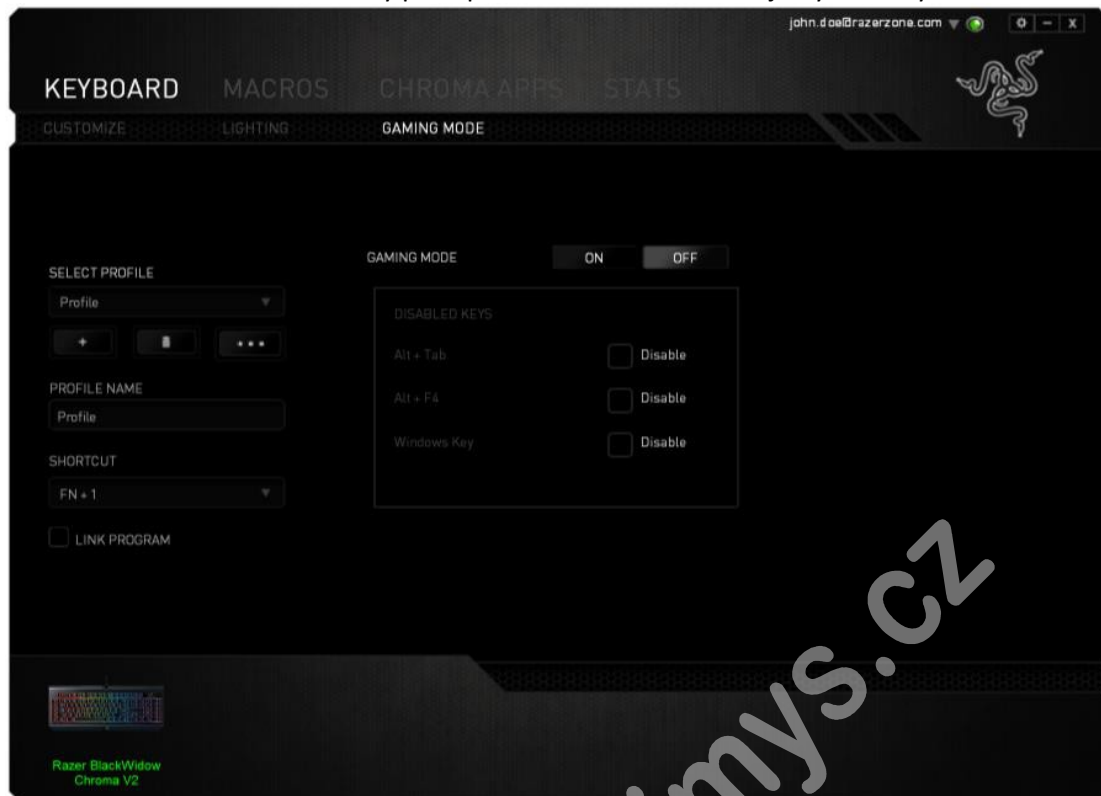 john.doe@razerzone.com
KEYBOARD MACROS CHROMA APPS STATS
CUSTOMIZE LIGHTING GAMING MODE
GAMING MODE ON OFF
SELECT PROFILE
Profile
DISABLED KEYS
Alt + Tab Disable
PROFILE NAME
Alt + F4 Disable
Profile
Windows Key Disable
SHORTCUT
FN + 1
LINK PROGRAM
Razer BlackWidow
Chroma V2